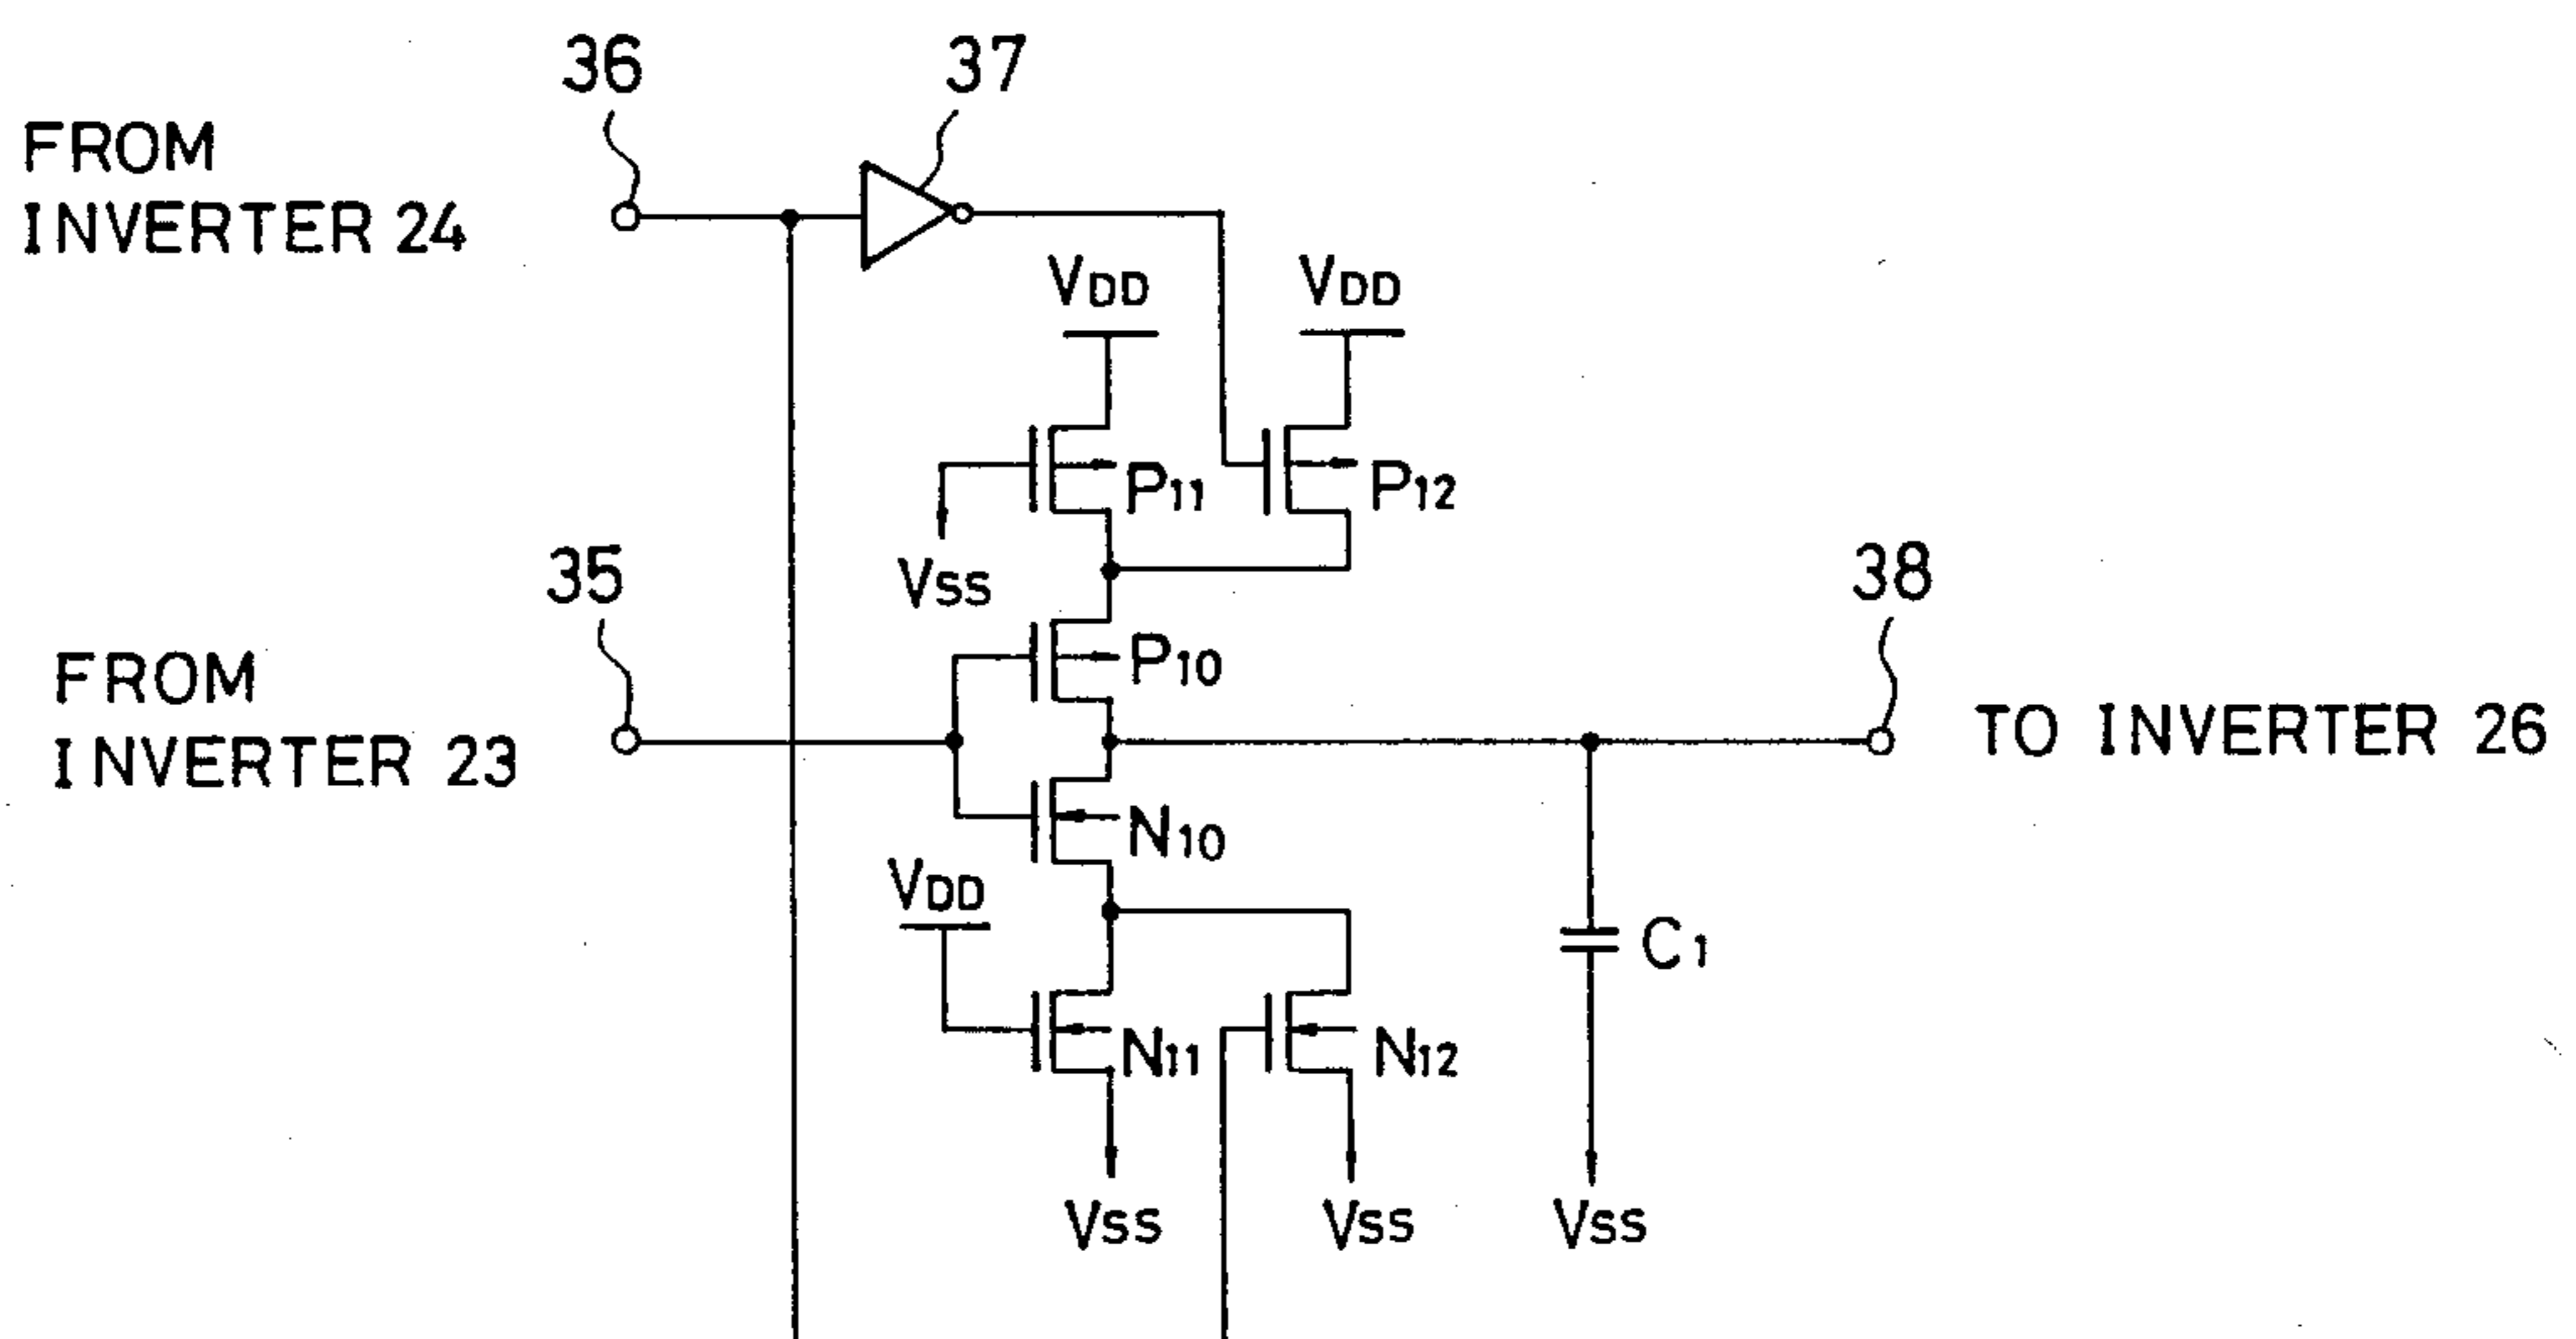 36
37
FROM
INVERTER 24
VDD
VDD
P11
P12
VSS
35
38
P10
FROM
INVERTER 23
TO INVERTER 26
N10
VDD
C1
N11
N12
VSS
VSS
VSS